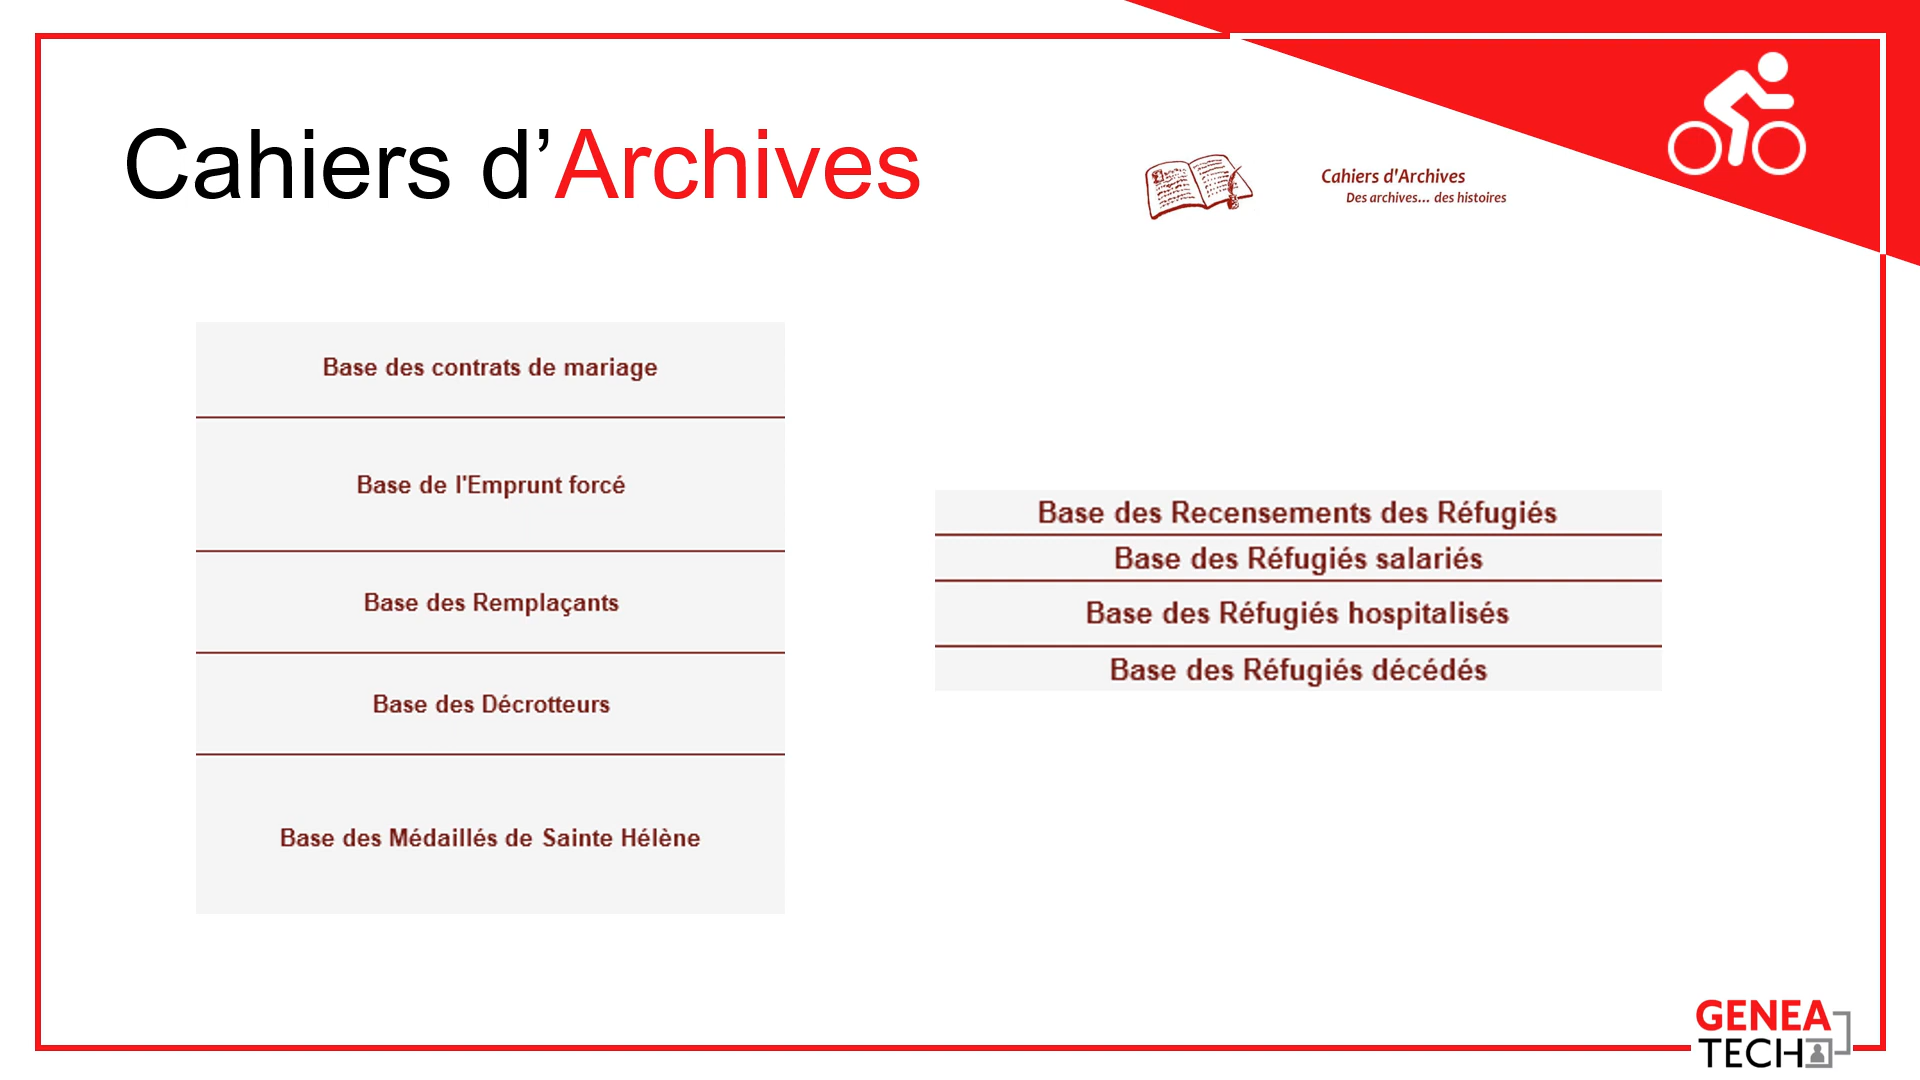 Cahiers d’Archives
Cahiers d'Archives
Des archives... des histoires
Base des contrats de mariage
Base de l'Emprunt forcé
Base des Remplaçants
Base des Décrotteurs
Base des Médaillés de Sainte Hélène
Base des Recensements des Réfugiés
Base des Réfugiés salariés
Base des Réfugiés hospitalisés
Base des Réfugiés décédés
GENEA
TECH